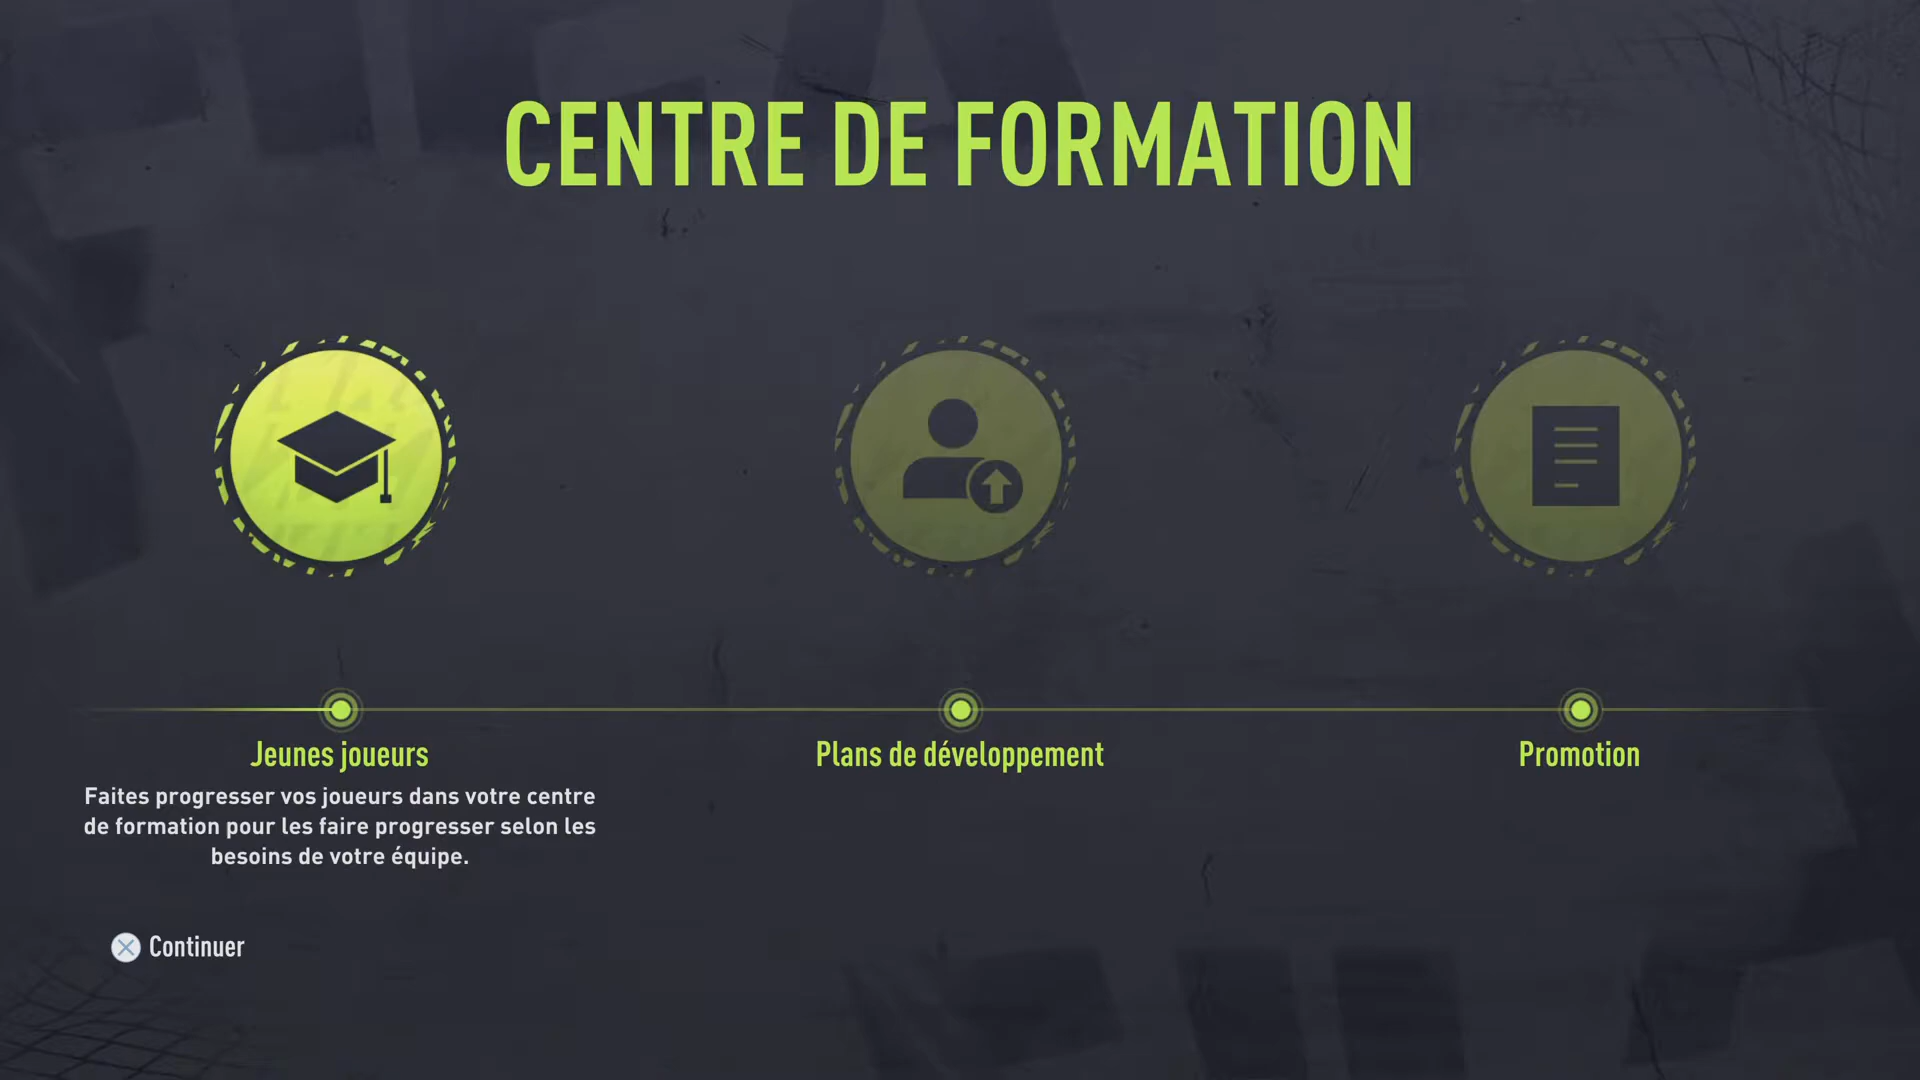 CENTRE DE FORMATION
Jeunes joueurs
Faites progresser vos joueurs dans votre centre
de formation pour les faire progresser selon les
besoins de votre équipe.
Plans de développement
Promotion
Continuer